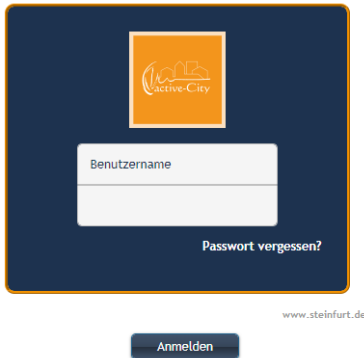 active-City
Benutzername
Passwort vergessen?
www.steinfurt.de
Anmelden